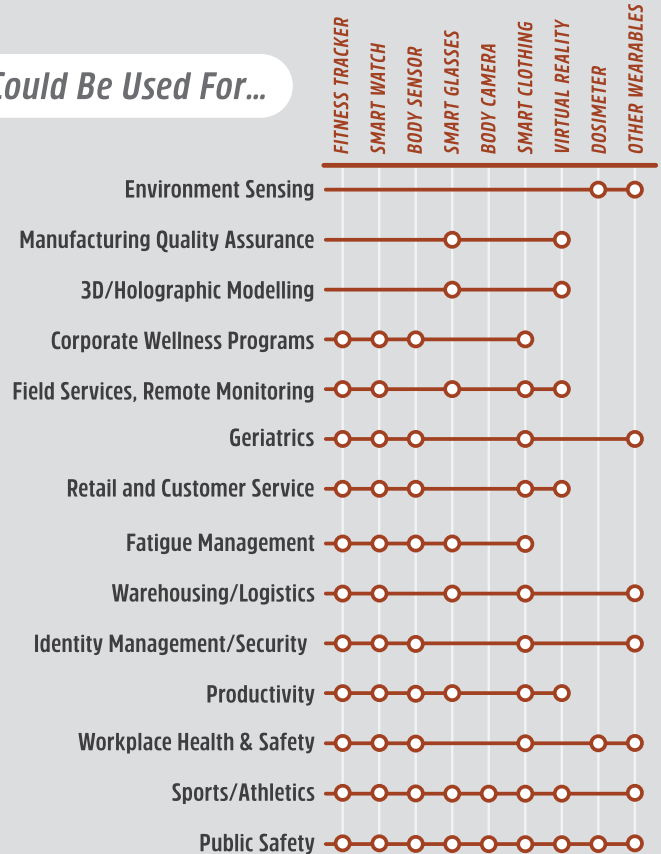 Could Be Used For...
FITNESS TRACKER
SMART WATCH
BODY SENSOR
SMART GLASSES
BODY CAMERA
SMART CLOTHING
VIRTUAL REALITY
DOSIMETER
OTHER WEARABLES
Environment Sensing
Manufacturing Quality Assurance
3D/Holographic Modelling
Corporate Wellness Programs
Field Services, Remote Monitoring
Geriatrics
Retail and Customer Service
Fatigue Management
Warehousing/Logistics
Identity Management/Security
Productivity
Workplace Health & Safety
Sports/Athletics
Public Safety